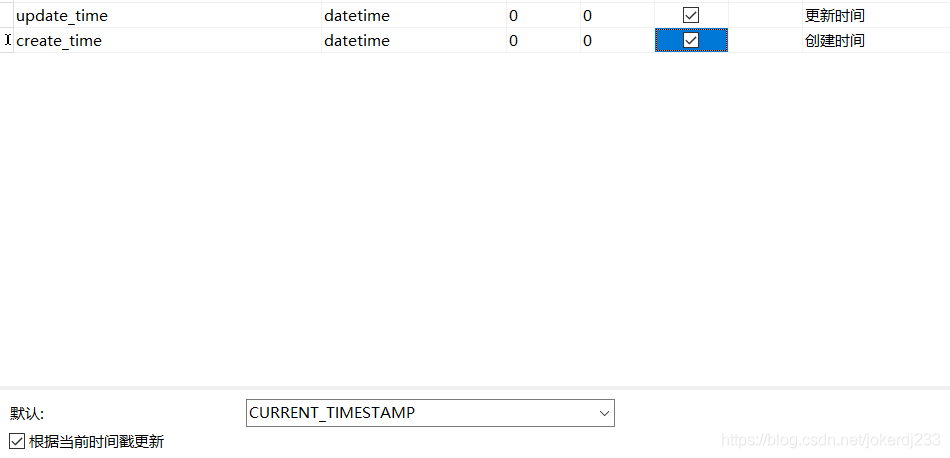 update_time datetime 0 0 更新时间
create_time datetime 0 0 创建时间
默认: CURRENT_TIMESTAMP
根据当前时间戳更新
https://blog.csdn.net/jokerdj233